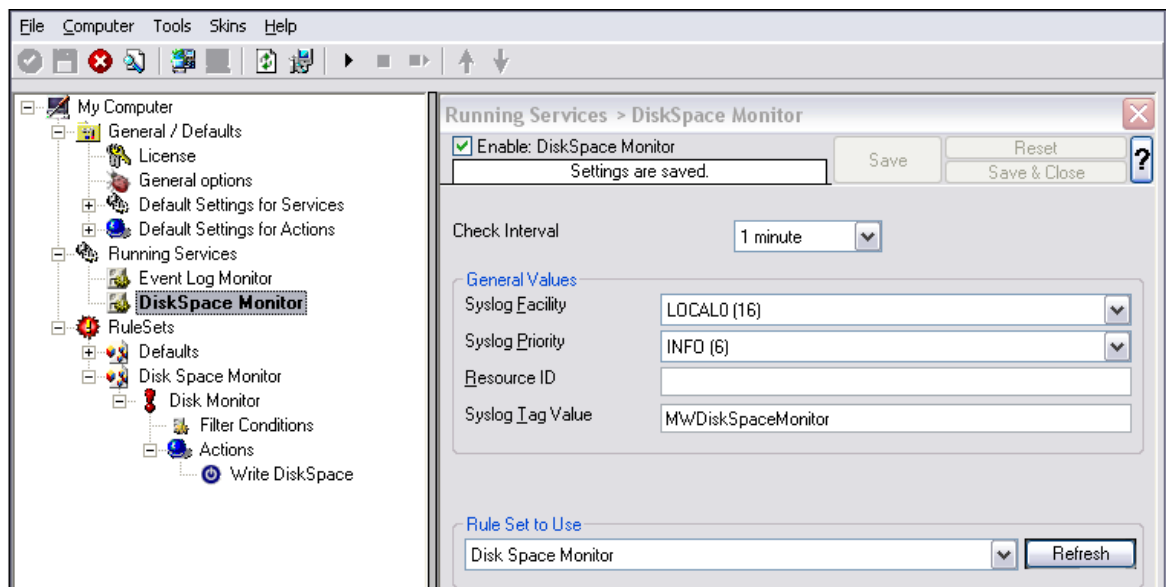 File Computer Tools Skins Help
My Computer
General / Defaults
License
General options
Default Settings for Services
Default Settings for Actions
Running Services
Event Log Monitor
DiskSpace Monitor
RuleSets
Defaults
Disk Space Monitor
Disk Monitor
Filter Conditions
Actions
Write DiskSpace
Running Services > DiskSpace Monitor
Enable: DiskSpace Monitor
Settings are saved.
Save
Reset
Save & Close
?
Check Interval 1 minute
General Values
Syslog Facility LOCAL0 (16)
Syslog Priority INFO (6)
Resource ID
Syslog Tag Value MWDiskSpaceMonitor
Rule Set to Use
Disk Space Monitor Refresh